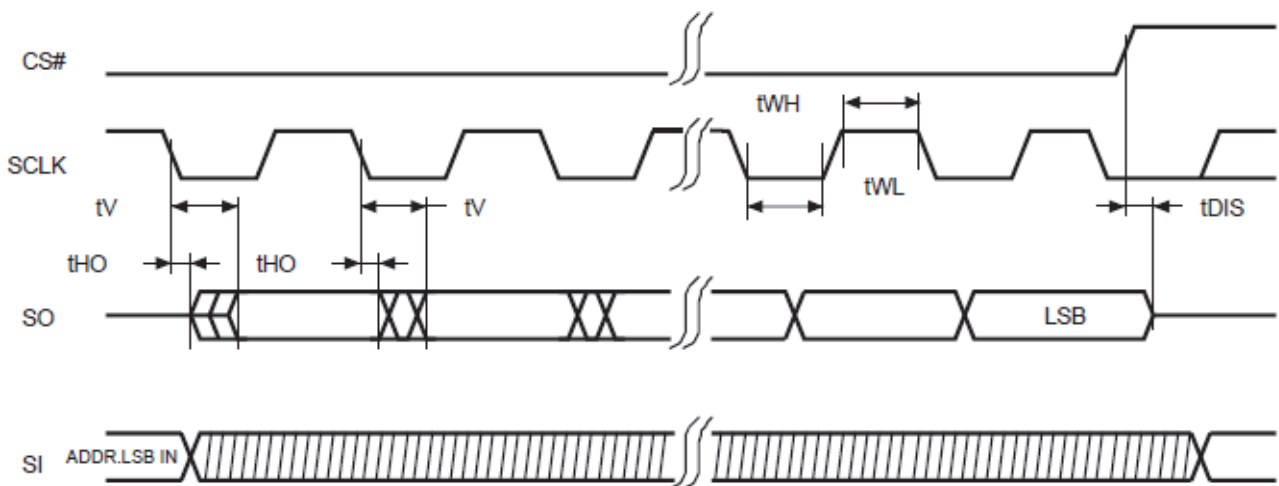 CS#
tWH
SCLK
tWL
tV
tV
tDIS
tHO
tHO
SO
LSB
SI
ADDR.LSB IN